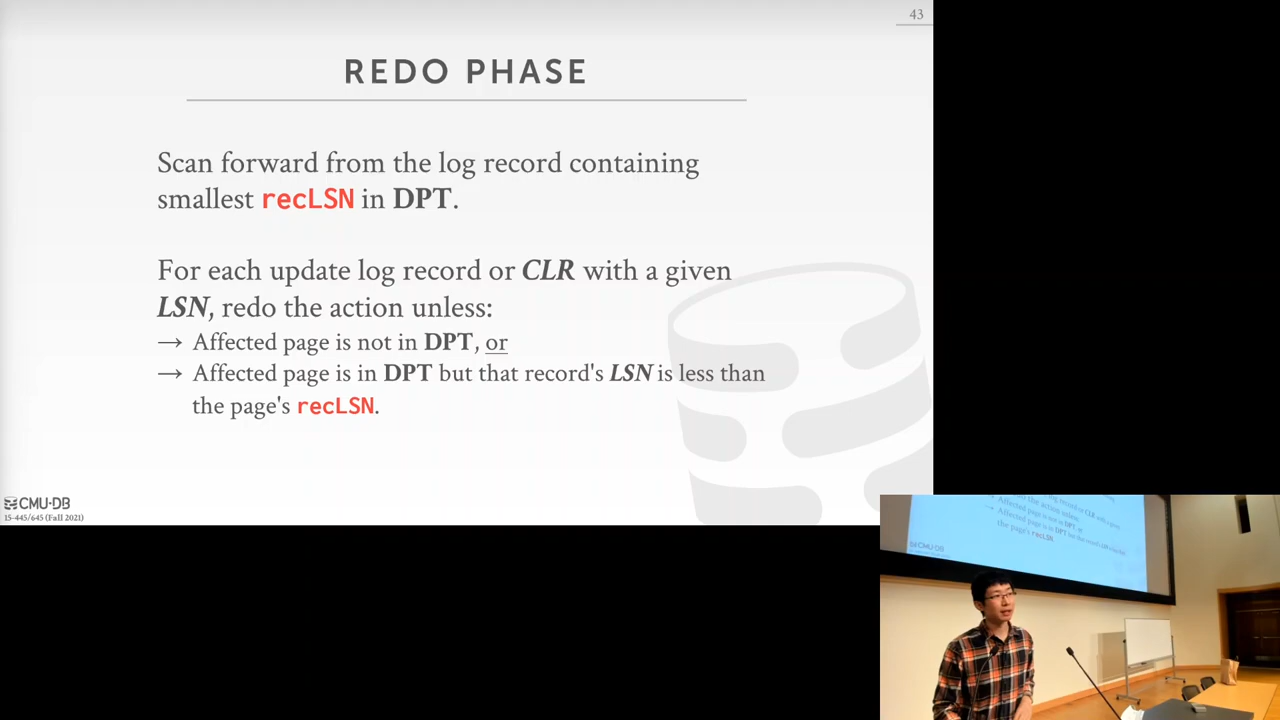 43
REDO PHASE
Scan forward from the log record containing
smallest recLSN in DPT.
For each update log record or CLR with a given
LSN, redo the action unless:
→ Affected page is not in DPT, or
→ Affected page is in DPT but that record's LSN is less than
the page's recLSN.
CMU·DB
15-445/645 (Fall 2021)